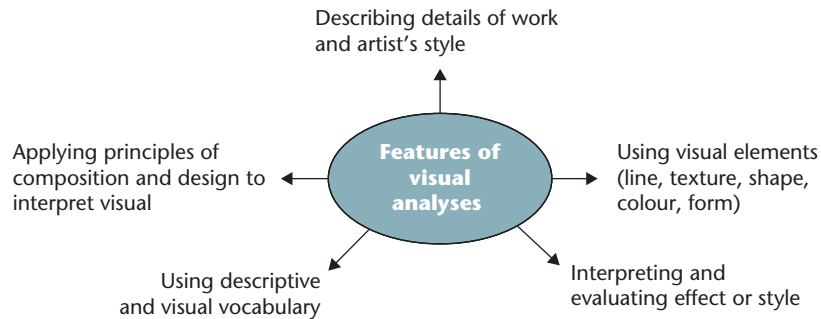 Describing details of work
and artist’s style
Applying principles of
composition and design to
interpret visual
Features of
visual
analyses
Using visual elements
(line, texture, shape,
colour, form)
Using descriptive
and visual vocabulary
Interpreting and
evaluating effect or style